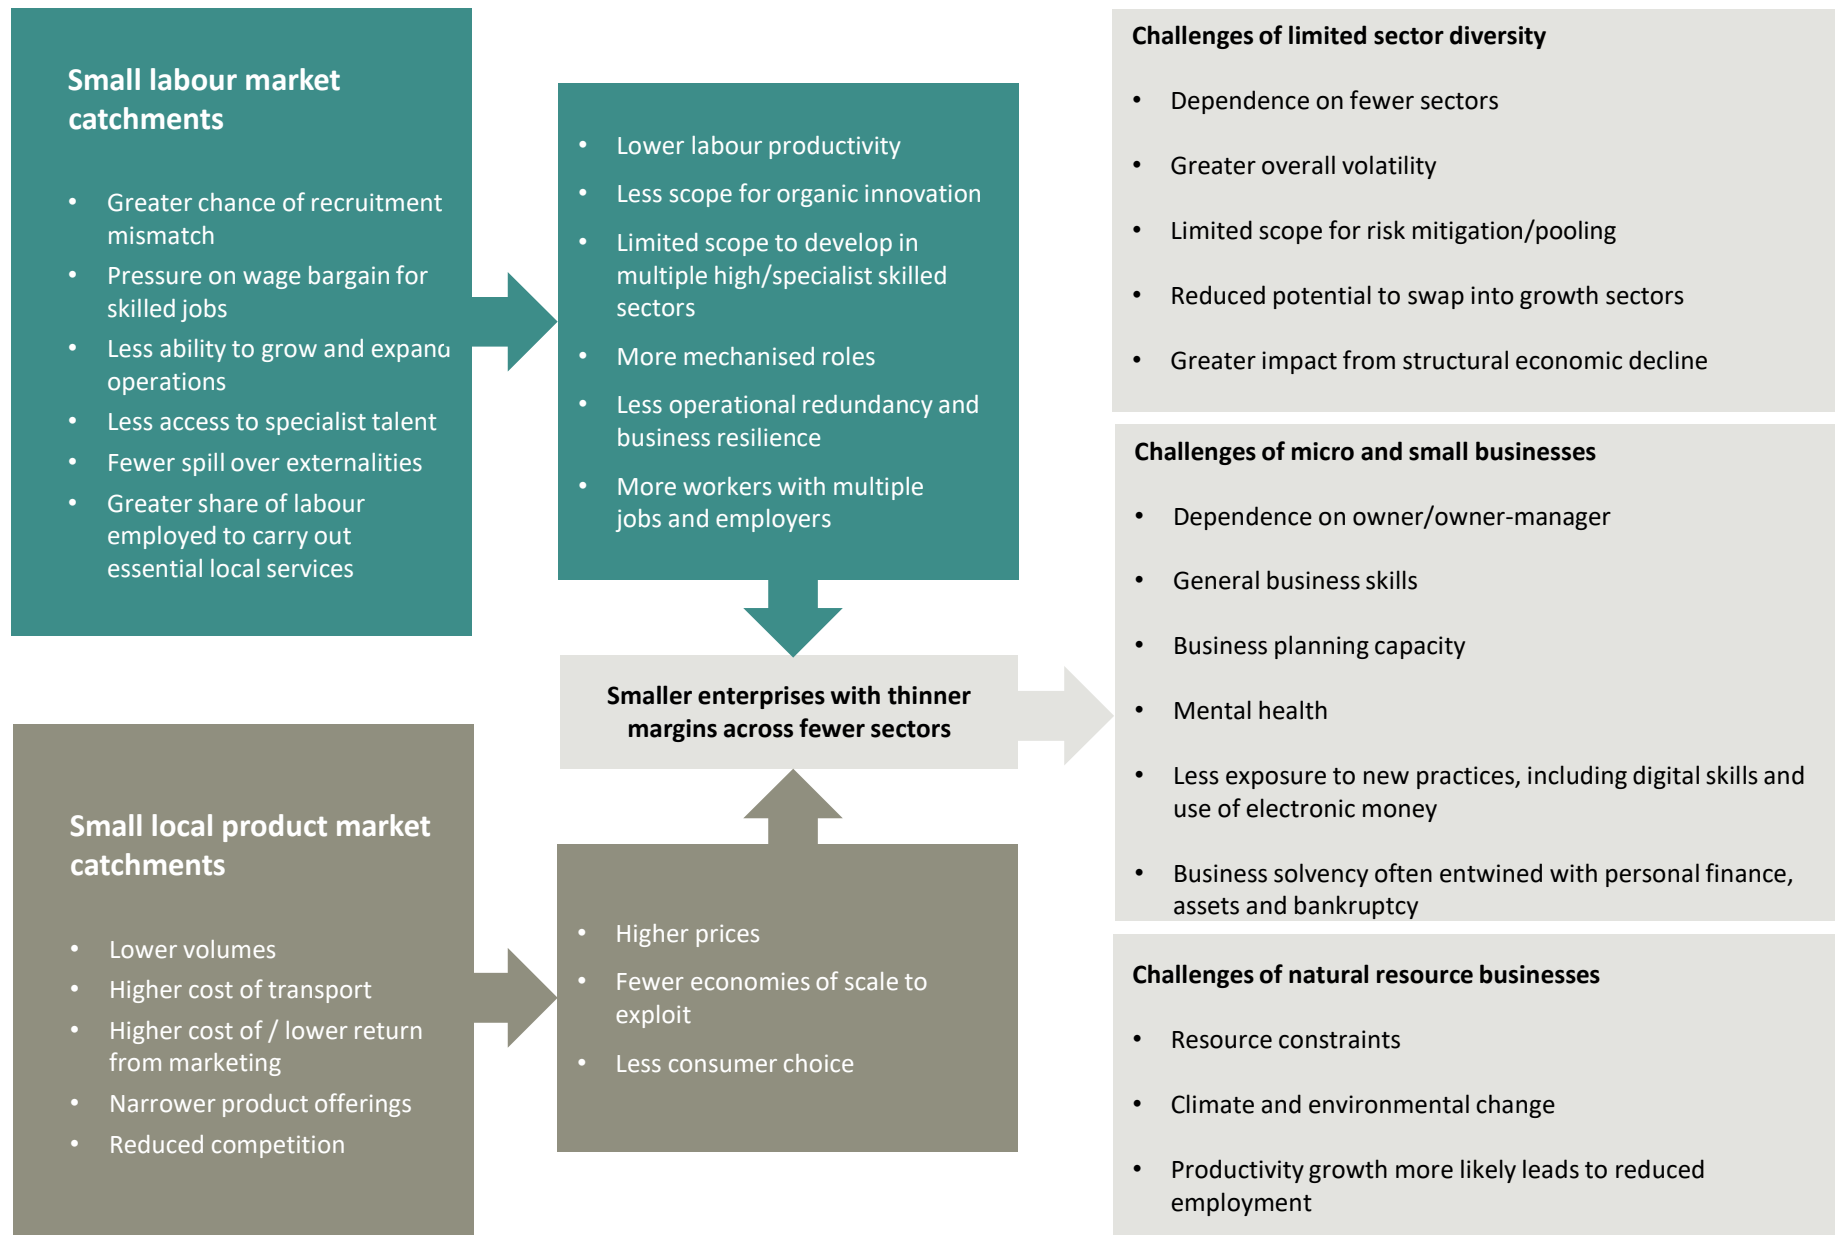 Small labour market
catchments
• Greater chance of recruitment
mismatch
• Pressure on wage bargain for
skilled jobs
• Less ability to grow and expand
operations
• Less access to specialist talent
• Fewer spill over externalities
• Greater share of labour
employed to carry out
essential local services
• Lower labour productivity
• Less scope for organic innovation
• Limited scope to develop in
multiple high/specialist skilled
sectors
• More mechanised roles
• Less operational redundancy and
business resilience
• More workers with multiple
jobs and employers
Small local product market
catchments
• Lower volumes
• Higher cost of transport
• Higher cost of / lower return
from marketing
• Narrower product offerings
• Reduced competition
• Higher prices
• Fewer economies of scale to
exploit
• Less consumer choice
Smaller enterprises with thinner
margins across fewer sectors
Challenges of limited sector diversity
• Dependence on fewer sectors
• Greater overall volatility
• Limited scope for risk mitigation/pooling
• Reduced potential to swap into growth sectors
• Greater impact from structural economic decline
Challenges of micro and small businesses
• Dependence on owner/owner-manager
• General business skills
• Business planning capacity
• Mental health
• Less exposure to new practices, including digital skills and
use of electronic money
• Business solvency often entwined with personal finance,
assets and bankruptcy
Challenges of natural resource businesses
• Resource constraints
• Climate and environmental change
• Productivity growth more likely leads to reduced
employment